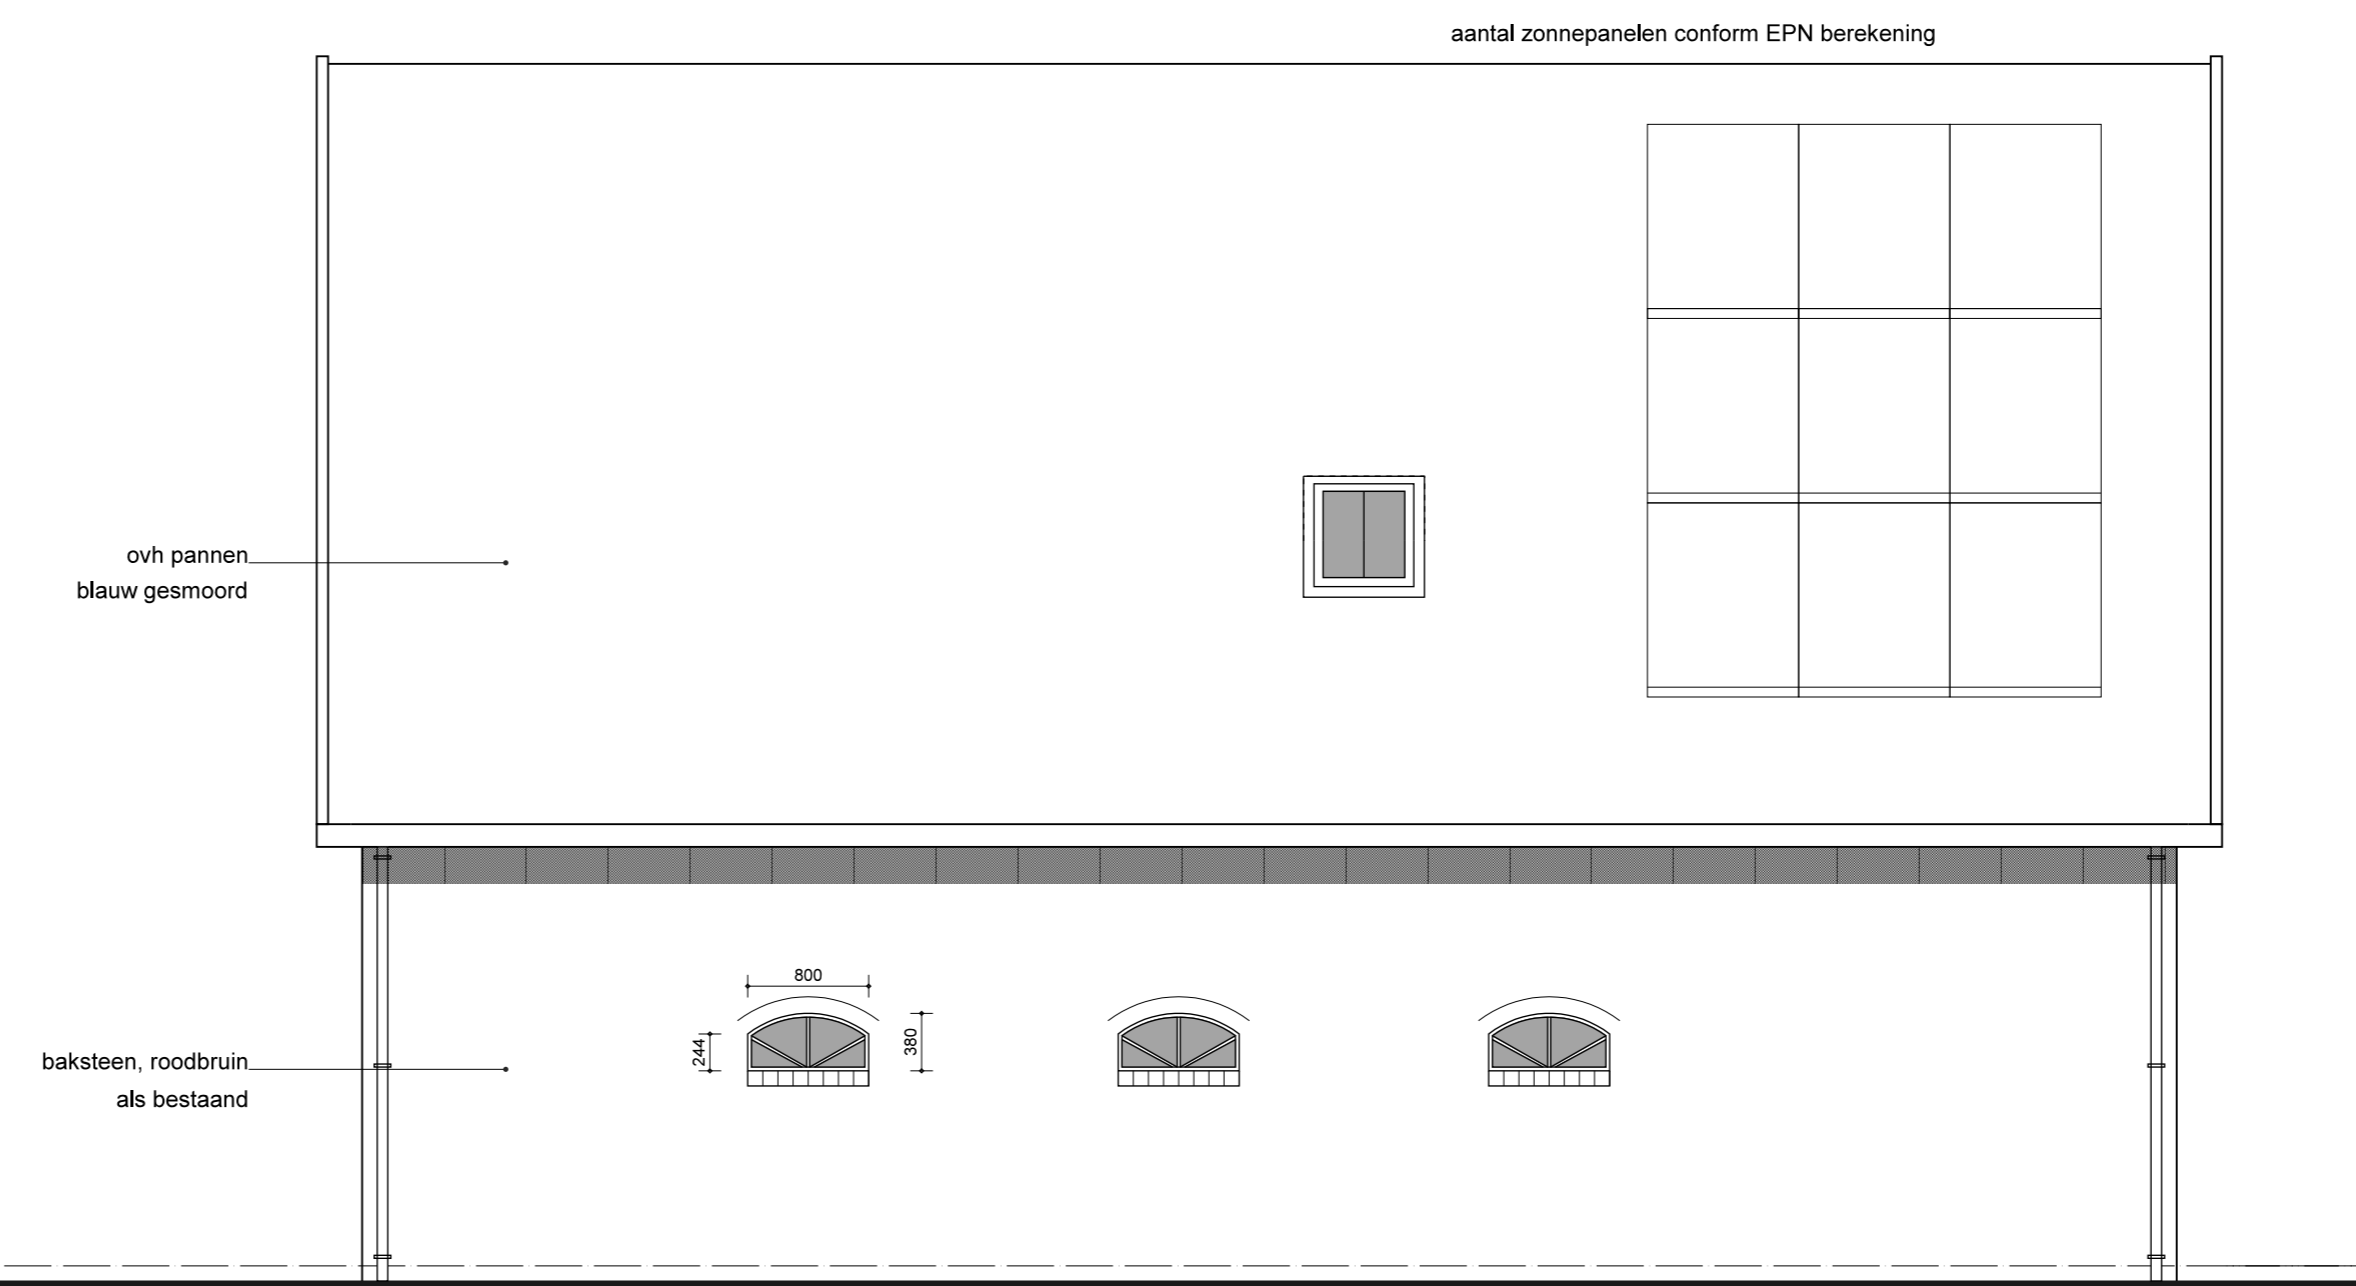 aantal zonnepanelen conform EPN berekening
ovh pannen
blauw gesmoord
800
244
380
baksteen, roodbruin
als bestaand